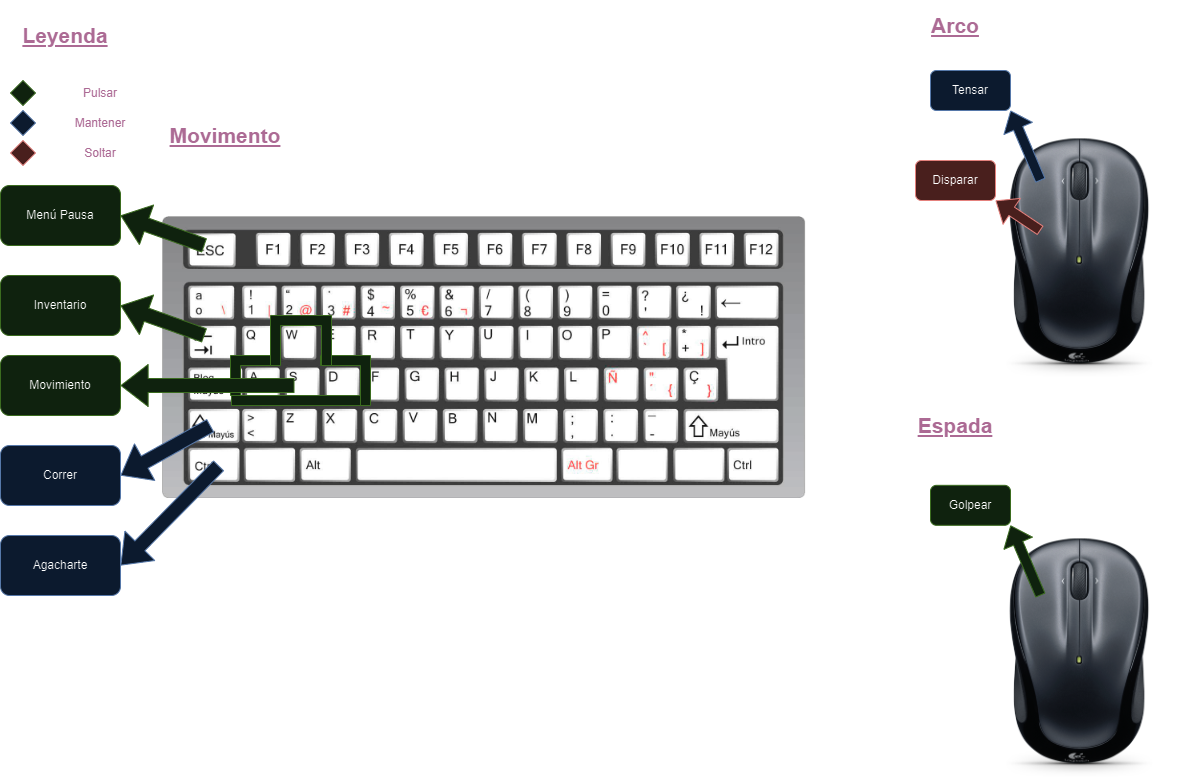 Leyenda
Pulsar
Mantener
Soltar
Movimento
Menú Pausa
Inventario
Movimiento
Correr
Agacharte
ESC F1 F2 F3 F4 F5 F6 F7 F8 F9 F10 F11 F12
a ! " · $ % & / ( ) = ? ¿
o \ 1 | 2 @ 3 # 4 ~ 5 € 6 ¬ 7 8 9 0 ' ! ←
Q W E R T Y U I O P ^ * Intro
` [ + ]
A S D F G H J K L Ñ " Ç
´ { }
> Z X C V B N M ; : –
< Mayús , . - Mayús
Ctrl Alt Alt Gr Ctrl
Arco
Tensar
Disparar
Espada
Golpear